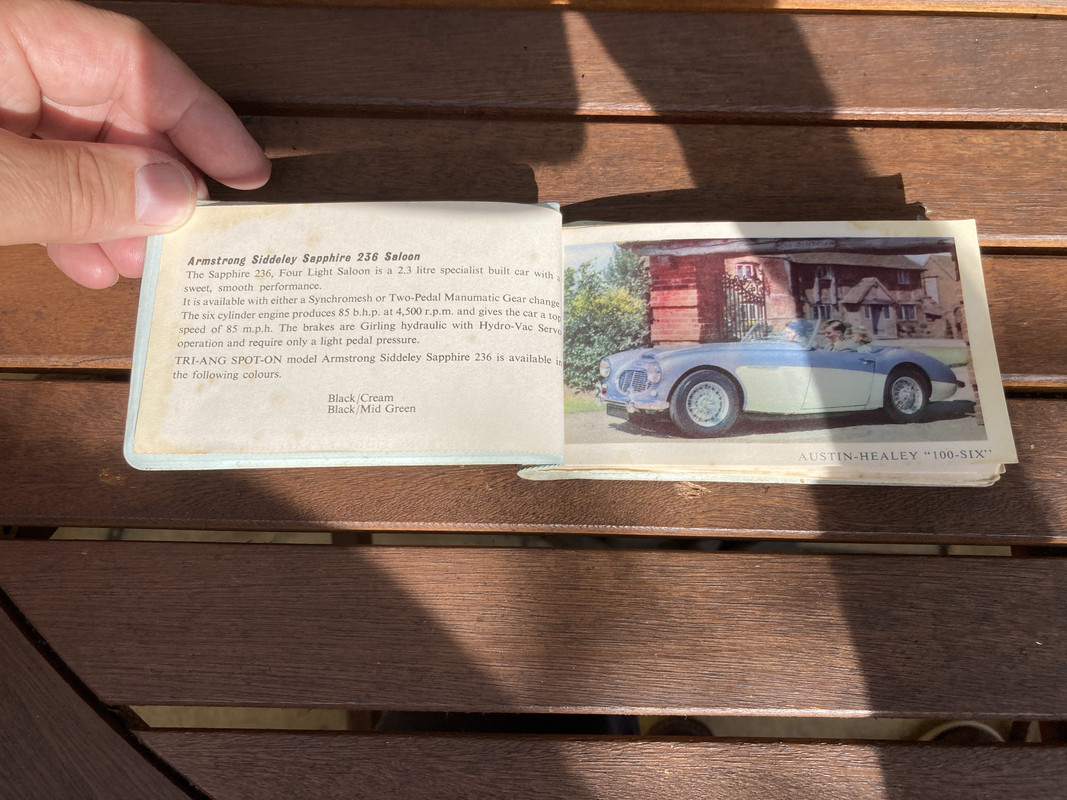 Armstrong Siddeley Sapphire 236 Saloon
The Sapphire 236, Four Light Saloon is a 2.3 litre specialist built car with a
sweet, smooth performance.
It is available with either a Synchromesh or Two-Pedal Manumatic Gear change
The six cylinder engine produces 85 b.h.p. at 4,500 r.p.m. and gives the car a top
speed of 85 m.p.h. The brakes are Girling hydraulic with Hydro-Vac Servo
operation and require only a light pedal pressure.
TRI-ANG SPOT-ON model Armstrong Siddeley Sapphire 236 is available in
the following colours.
Black/Cream
Black/Mid Green
AUSTIN-HEALEY “100-SIX”